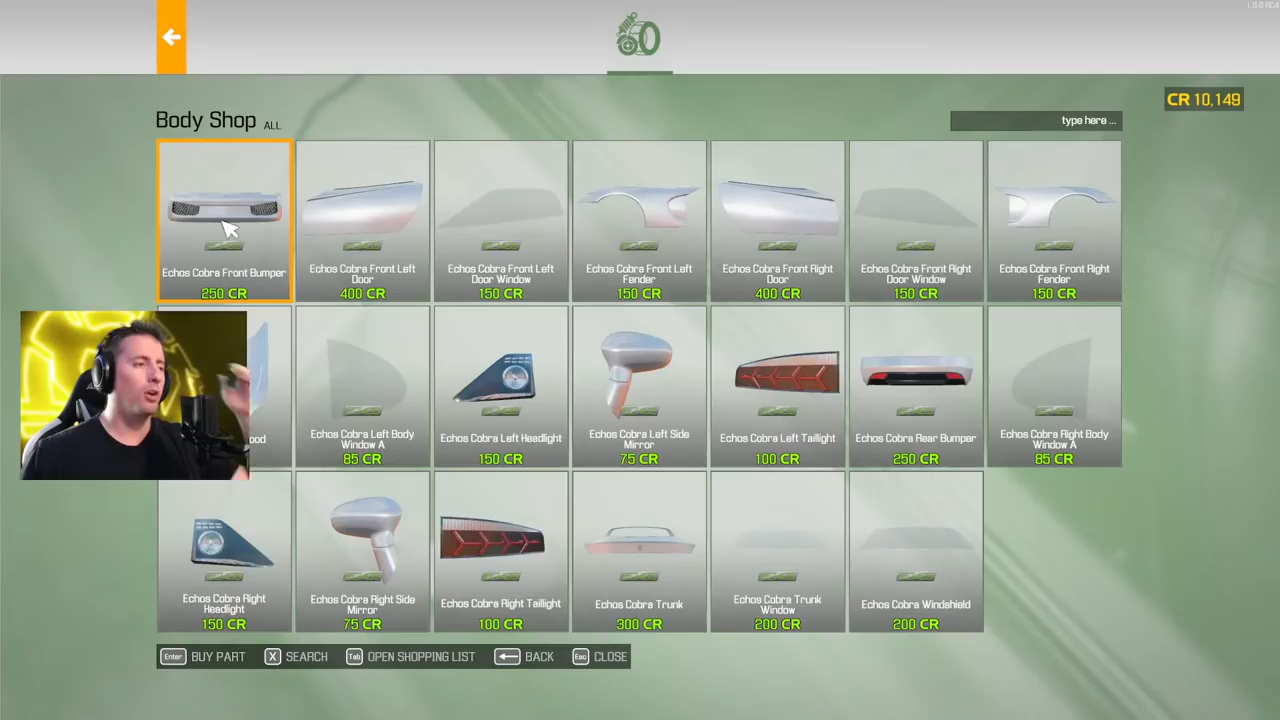 1.0.0 RC4
CR 10,149
Body Shop ALL
type here ...
Echos Cobra Front Bumper
250 CR
Echos Cobra Front Left
Door
400 CR
Echos Cobra Front Left
Door Window
150 CR
Echos Cobra Front Left
Fender
150 CR
Echos Cobra Front Right
Door
400 CR
Echos Cobra Front Right
Door Window
150 CR
Echos Cobra Front Right
Fender
150 CR
ood
Echos Cobra Left Body
Window A
85 CR
Echos Cobra Left Headlight
150 CR
Echos Cobra Left Side
Mirror
75 CR
Echos Cobra Left Taillight
100 CR
Echos Cobra Rear Bumper
250 CR
Echos Cobra Right Body
Window A
85 CR
Echos Cobra Right
Headlight
150 CR
Echos Cobra Right Side
Mirror
75 CR
Echos Cobra Right Taillight
100 CR
Echos Cobra Trunk
300 CR
Echos Cobra Trunk
Window
200 CR
Echos Cobra Windshield
200 CR
Enter BUY PART X SEARCH Tab OPEN SHOPPING LIST BACK Esc CLOSE